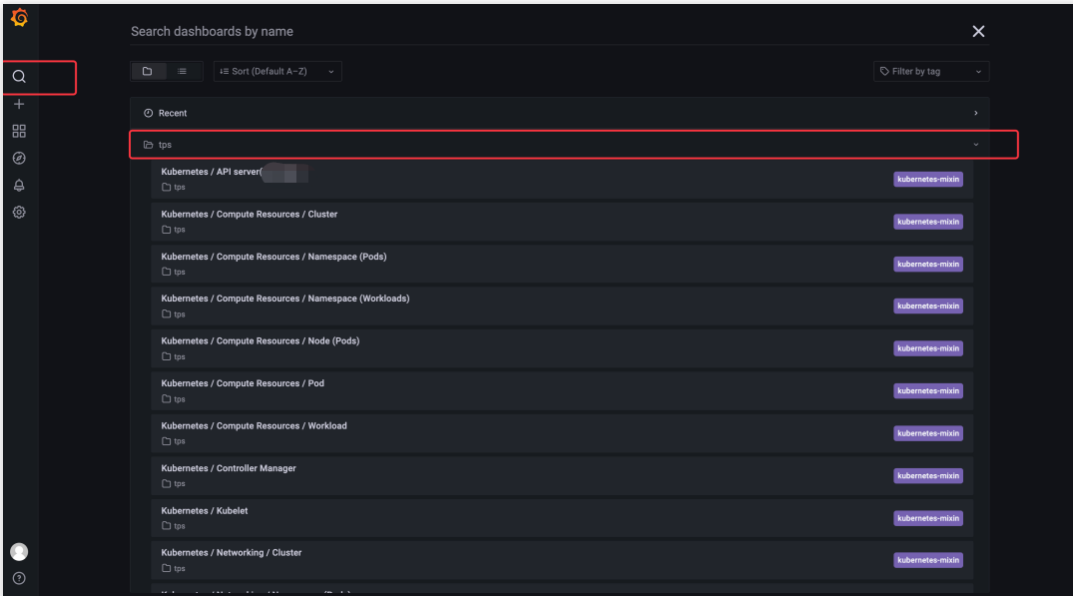 Search dashboards by name
Sort (Default A–Z)
Filter by tag
Recent
tps
Kubernetes / API server
tps
kubernetes-mixin
Kubernetes / Compute Resources / Cluster
tps
kubernetes-mixin
Kubernetes / Compute Resources / Namespace (Pods)
tps
kubernetes-mixin
Kubernetes / Compute Resources / Namespace (Workloads)
tps
kubernetes-mixin
Kubernetes / Compute Resources / Node (Pods)
tps
kubernetes-mixin
Kubernetes / Compute Resources / Pod
tps
kubernetes-mixin
Kubernetes / Compute Resources / Workload
tps
kubernetes-mixin
Kubernetes / Controller Manager
tps
kubernetes-mixin
Kubernetes / Kubelet
tps
kubernetes-mixin
Kubernetes / Networking / Cluster
tps
kubernetes-mixin